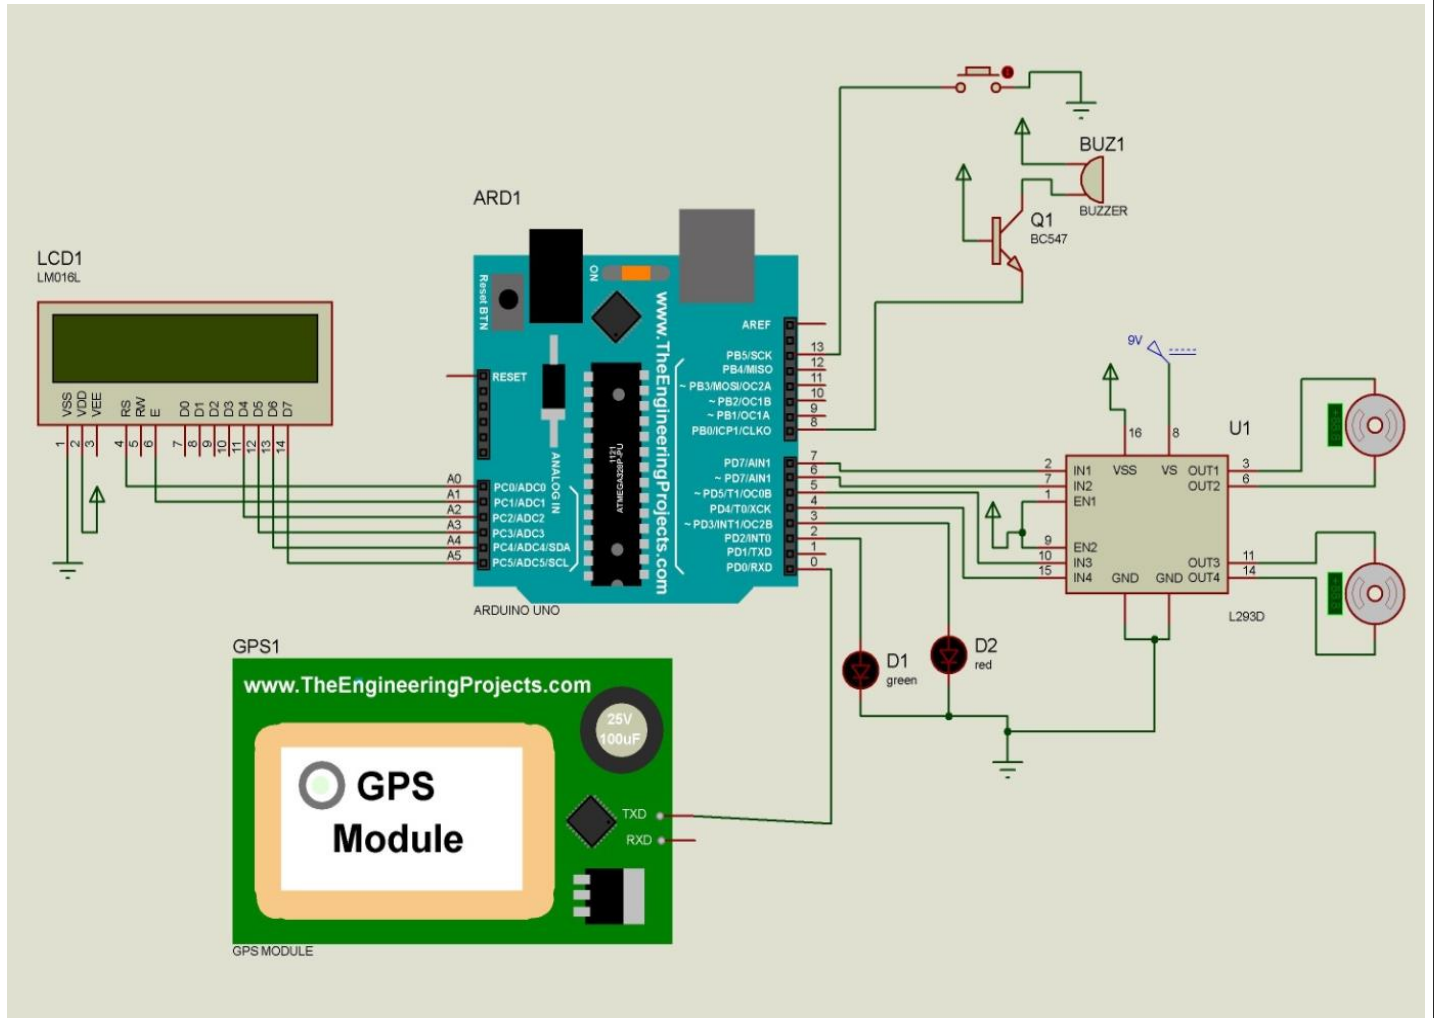 BUZ1
BUZZER
Q1
BC547
ARD1
LCD1
LM016L
VSS
VDD
VEE
RS
RW
E
D0
D1
D2
D3
D4
D5
D6
D7
1
2
3
4
5
6
7
8
9
10
11
12
13
14
Reset BTN
ON
www.TheEngineeringProjects.com
RESET
ANALOG IN
1121
ATMEGA328P-PU
AREF
PB5/SCK 13
PB4/MISO 12
~ PB3/MOSI/OC2A 11
~ PB2/OC1B 10
~ PB1/OC1A 9
PB0/ICP1/CLKO 8
PD7/AIN1 7
~ PD7/AIN1 6
~ PD5/T1/OC0B 5
PD4/T0/XCK 4
~ PD3/INT1/OC2B 3
PD2/INT0 2
PD1/TXD 1
PD0/RXD 0
A0 PC0/ADC0
A1 PC1/ADC1
A2 PC2/ADC2
A3 PC3/ADC3
A4 PC4/ADC4/SDA
A5 PC5/ADC5/SCL
ARDUINO UNO
9V
U1
16 VSS
8 VS
2 IN1
7 IN2
1 EN1
9 EN2
10 IN3
15 IN4
OUT1 3
OUT2 6
OUT3 11
OUT4 14
GND GND
L293D
D1
green
D2
red
GPS1
www.TheEngineeringProjects.com
25V
100uF
GPS
Module
TXD
RXD
GPS MODULE